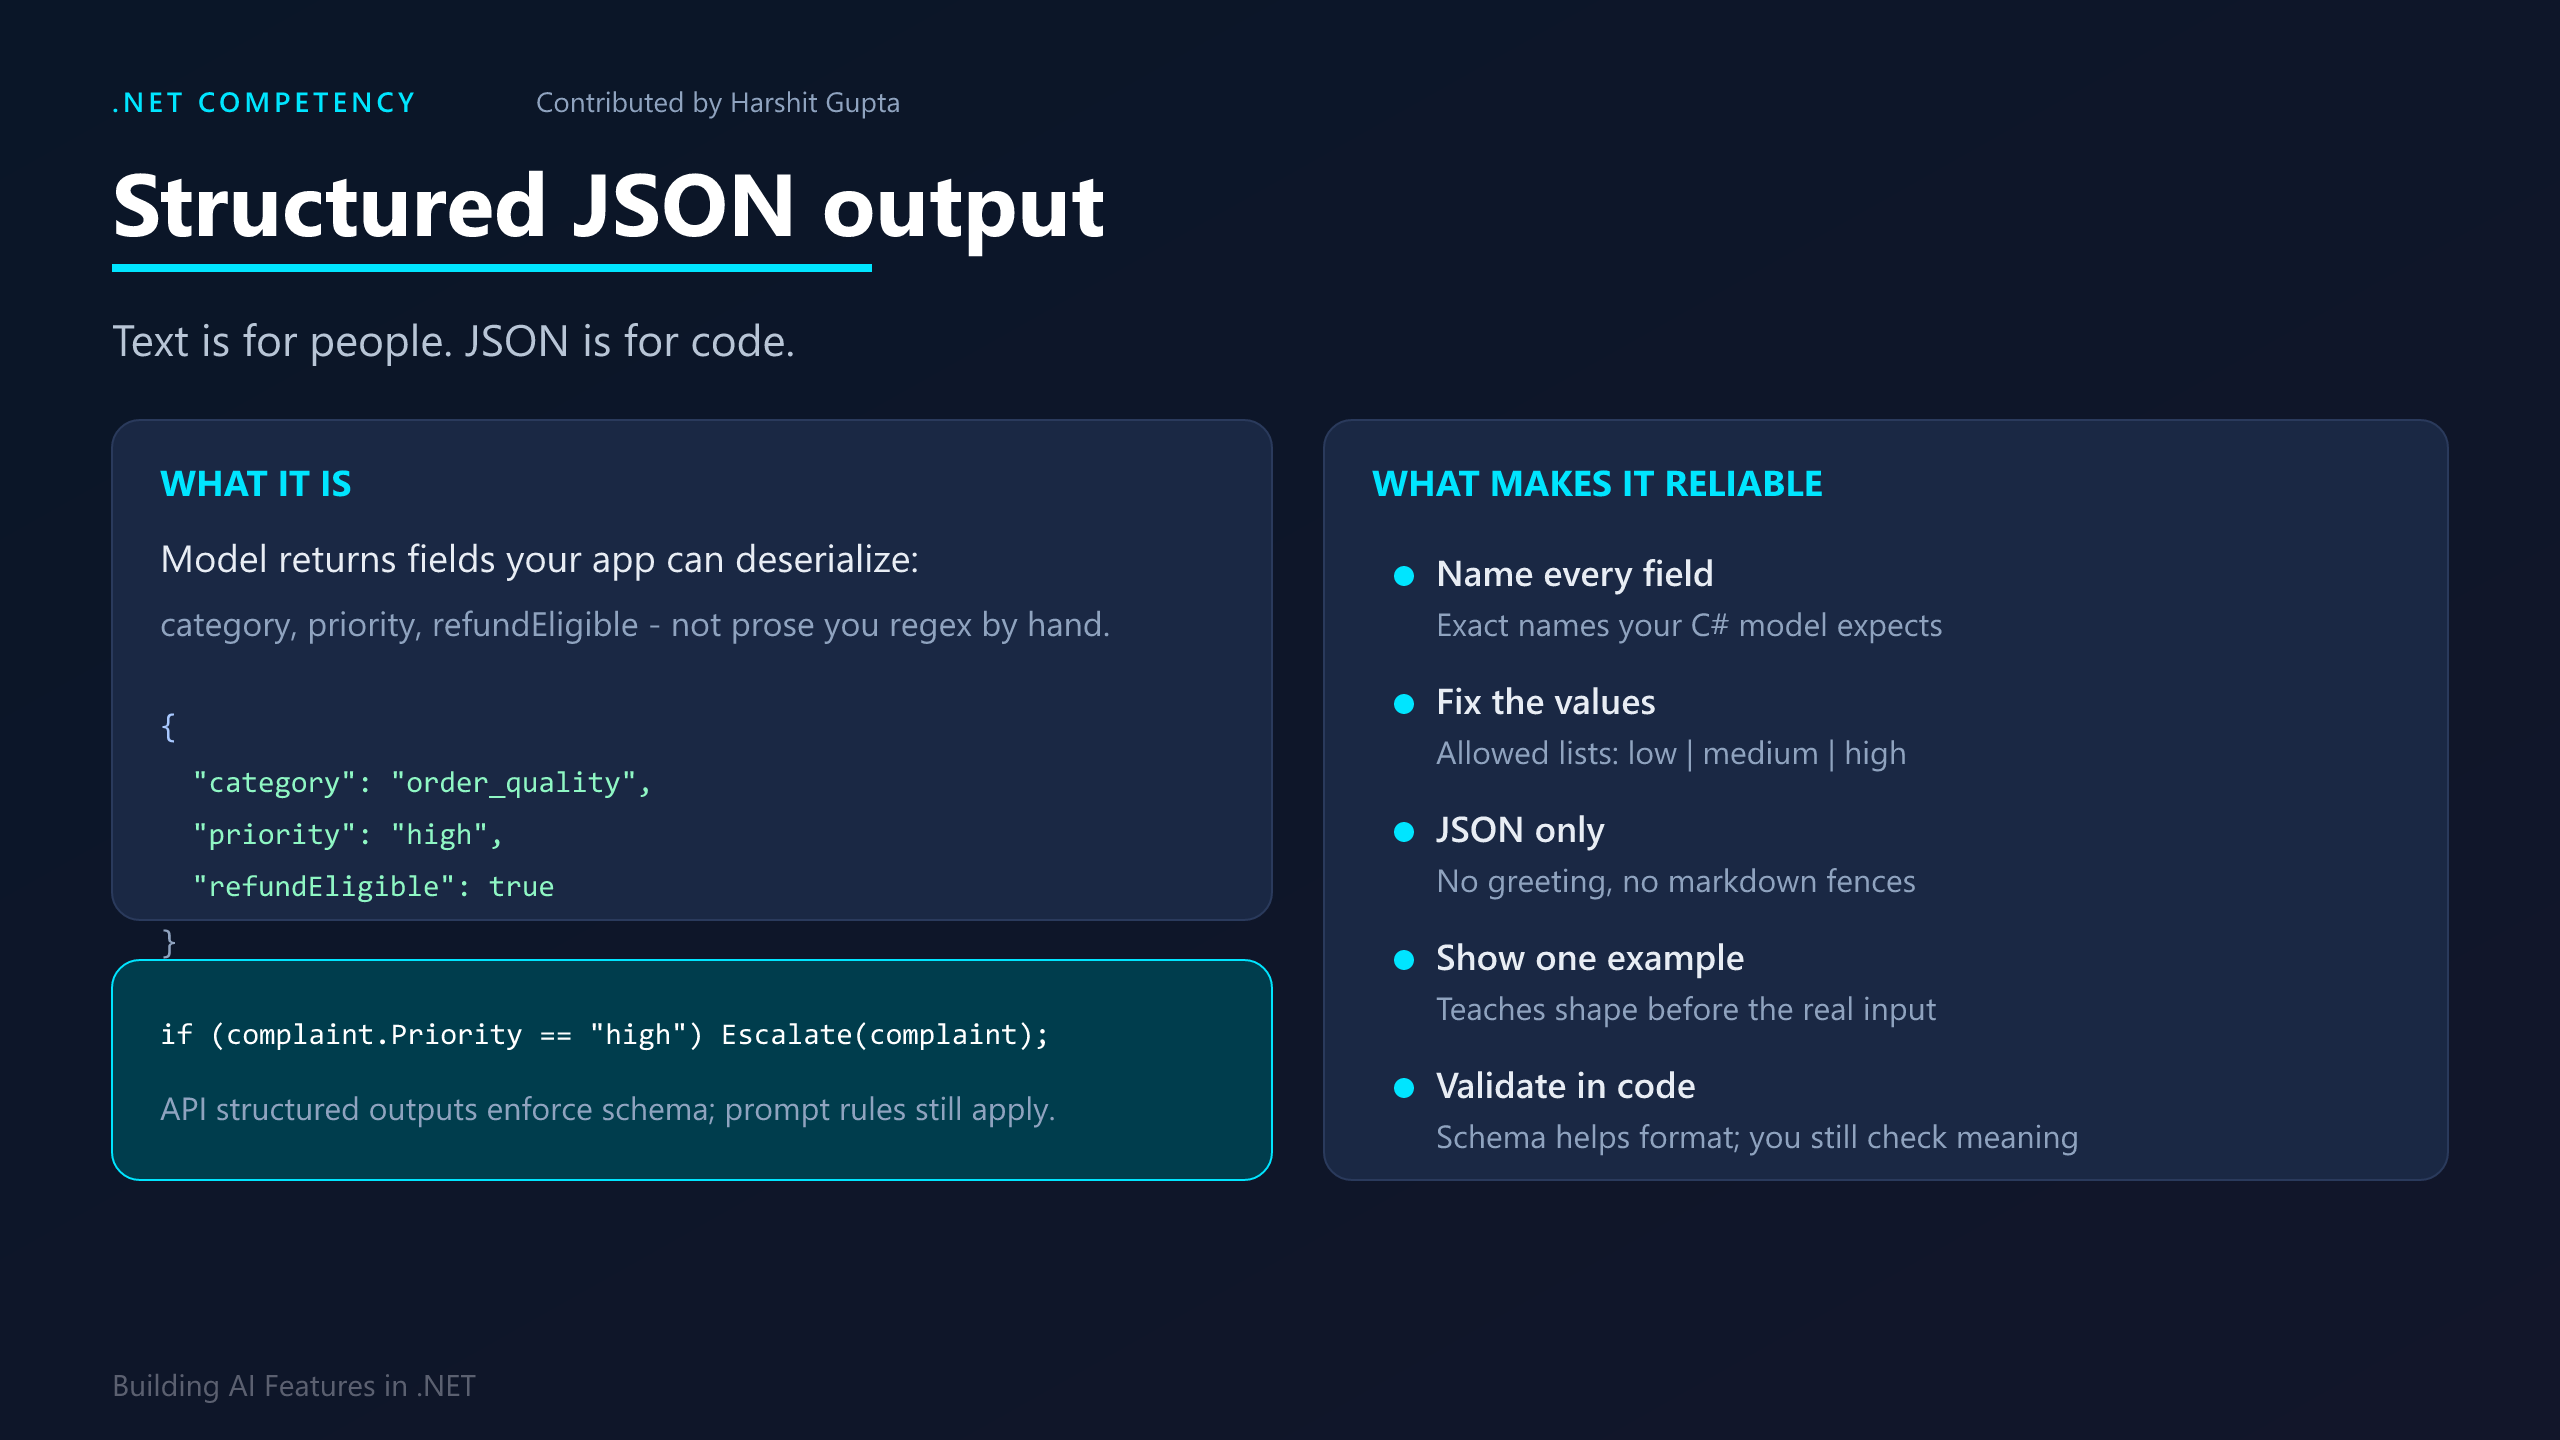 .NET COMPETENCY
Contributed by Harshit Gupta
Structured JSON output
Text is for people. JSON is for code.
WHAT IT IS
Model returns fields your app can deserialize:
category, priority, refundEligible - not prose you regex by hand.
{
  "category": "order_quality",
  "priority": "high",
  "refundEligible": true
}
if (complaint.Priority == "high") Escalate(complaint);
API structured outputs enforce schema; prompt rules still apply.
WHAT MAKES IT RELIABLE
Name every field
Exact names your C# model expects
Fix the values
Allowed lists: low | medium | high
JSON only
No greeting, no markdown fences
Show one example
Teaches shape before the real input
Validate in code
Schema helps format; you still check meaning
Building AI Features in .NET